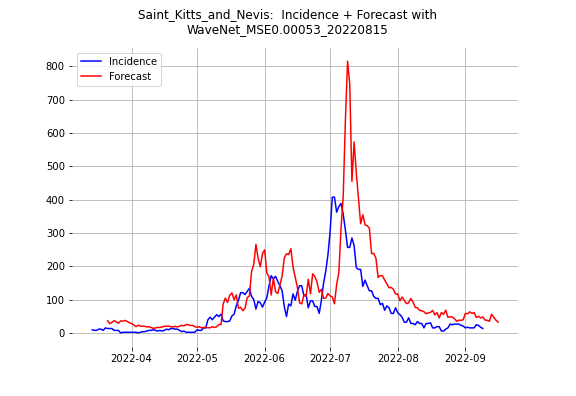 Saint_Kitts_and_Nevis:  Incidence + Forecast with
WaveNet_MSE0.00053_20220815
Incidence
Forecast
800
700
600
500
400
300
200
100
0
2022-04 2022-05 2022-06 2022-07 2022-08 2022-09